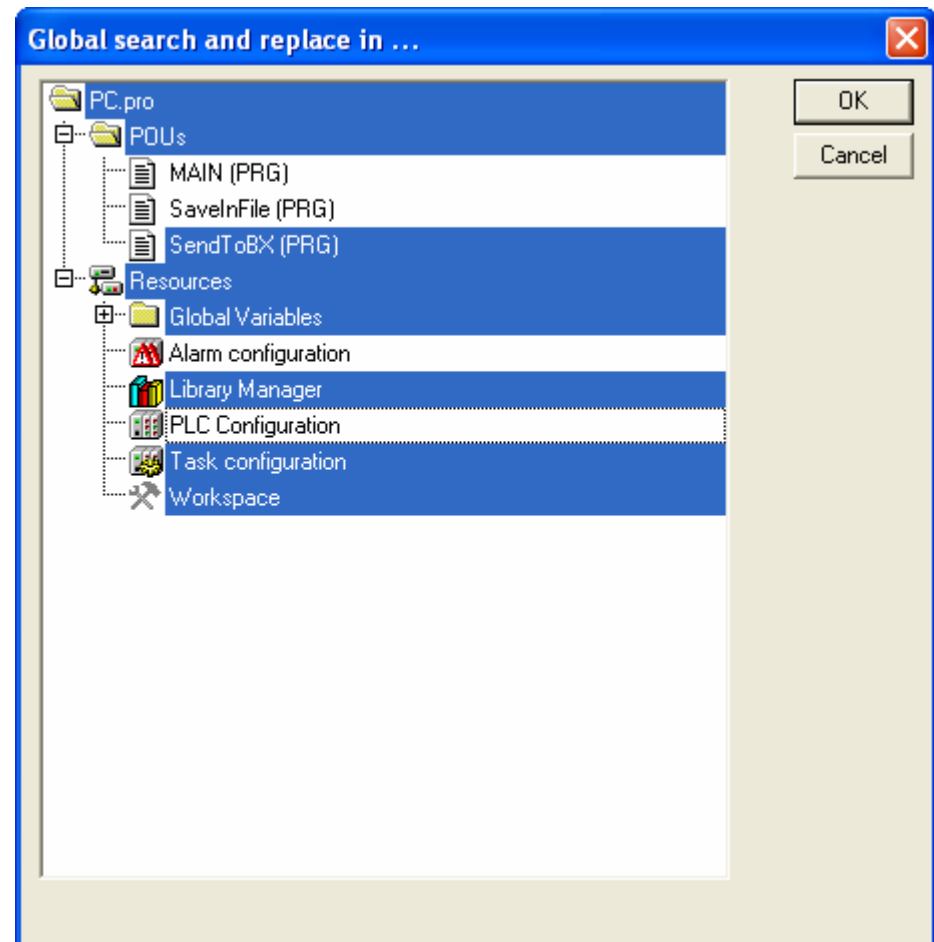 Global search and replace in ...
PC.pro
OK
POUs
Cancel
MAIN (PRG)
SaveInFile (PRG)
SendToBX (PRG)
Resources
Global Variables
Alarm configuration
Library Manager
PLC Configuration
Task configuration
Workspace